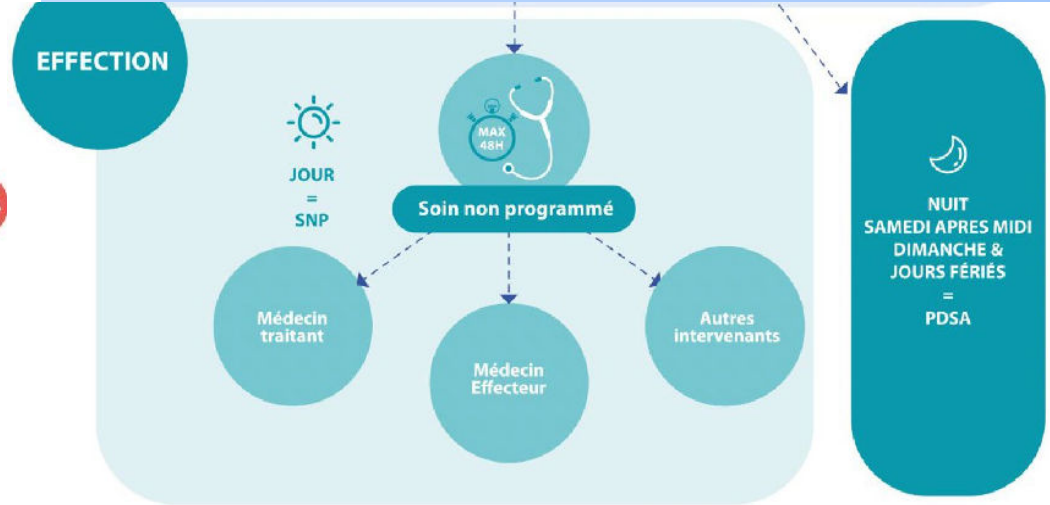 EFFECTION
MAX
48H
JOUR
=
SNP
Soin non programmé
Médecin
traitant
Médecin
Effecteur
Autres
intervenants
NUIT
SAMEDI APRES MIDI
DIMANCHE &
JOURS FÉRIÉS
=
PDSA